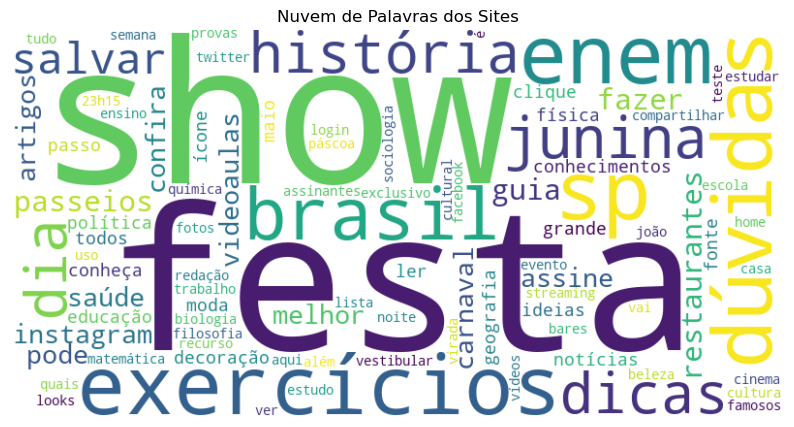 Nuvem de Palavras dos Sites
tudo
semana
provas
é
salvar
twitter
história
enem
teste
estudar
show
23h15
ensino
artigos
confira
ícone
maio
login
páscoa
sociologia
clique
fazer
física
compartilhar
passo
videoaulas
junina
dúvidas
conhecimentos
química
assinantes
exclusivo
cultural
facebook
guia
sp
escola
passeios
brasil
restaurantes
política
fotos
grande
joão
fonte
home
dia
todos
festa
uso
conheça
redação
ler
carnaval
geografia
evento
assine
casa
saúde
trabalho
moda
lista
streaming
educação
biologia
melhor
noite
ideias
vai
instagram
filosofia
virada
bares
recurso
pode
matemática
decoração
aqui
além
vestibular
vídeos
notícias
quais
exercícios
estudo
dicas
beleza
cinema
cultura
looks
ver
famosos